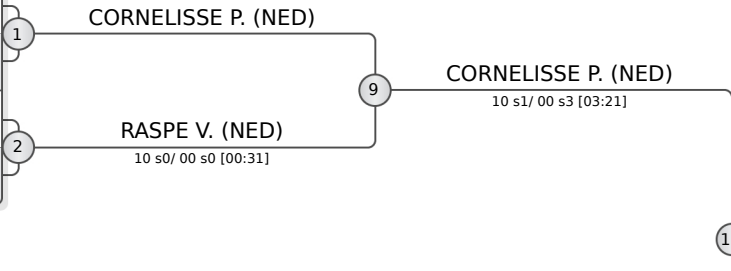 CORNELISSE P. (NED)
1
CORNELISSE P. (NED)
9
10 s1/ 00 s3 [03:21]
RASPE V. (NED)
2
10 s0/ 00 s0 [00:31]